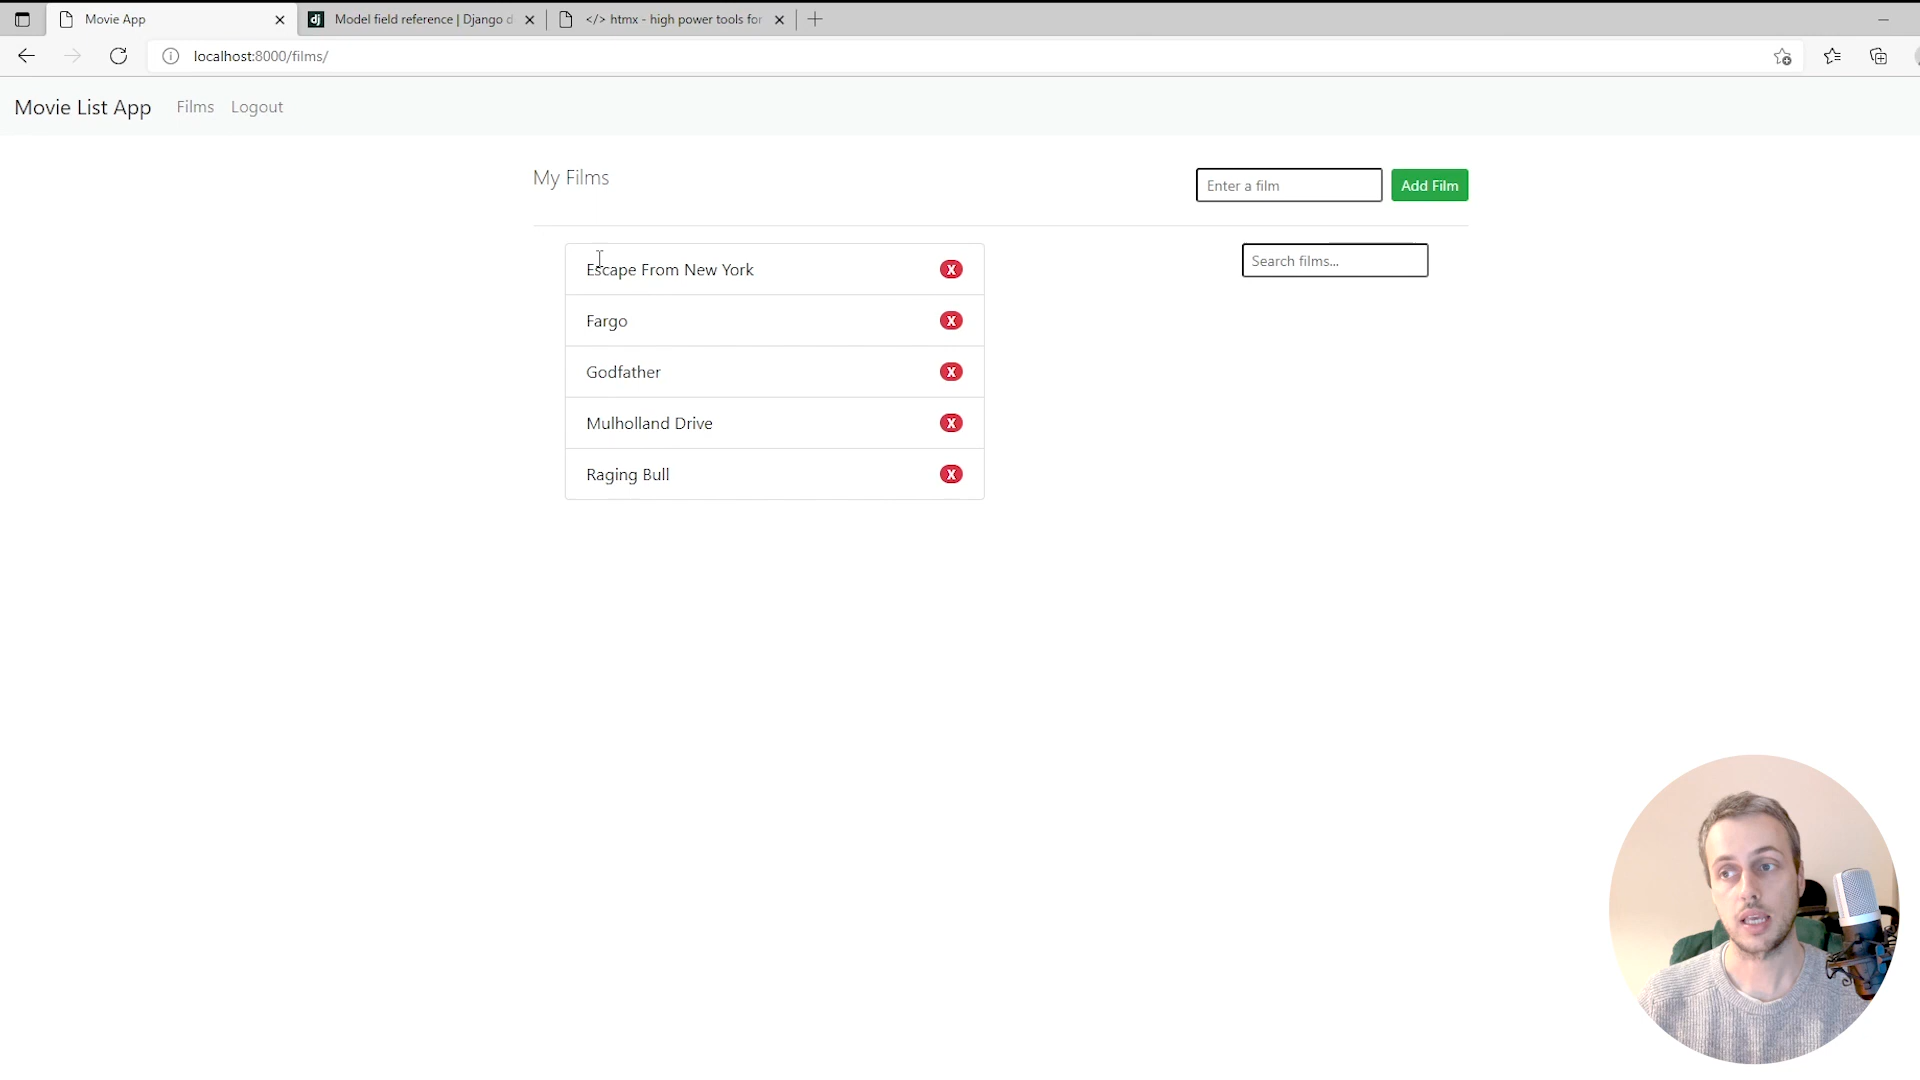 Movie App
Model field reference | Django d
</> htmx - high power tools for
localhost:8000/films/
Movie List App Films Logout
My Films
Enter a film
Add Film
Escape From New York X
Search films...
Fargo X
Godfather X
Mulholland Drive X
Raging Bull X